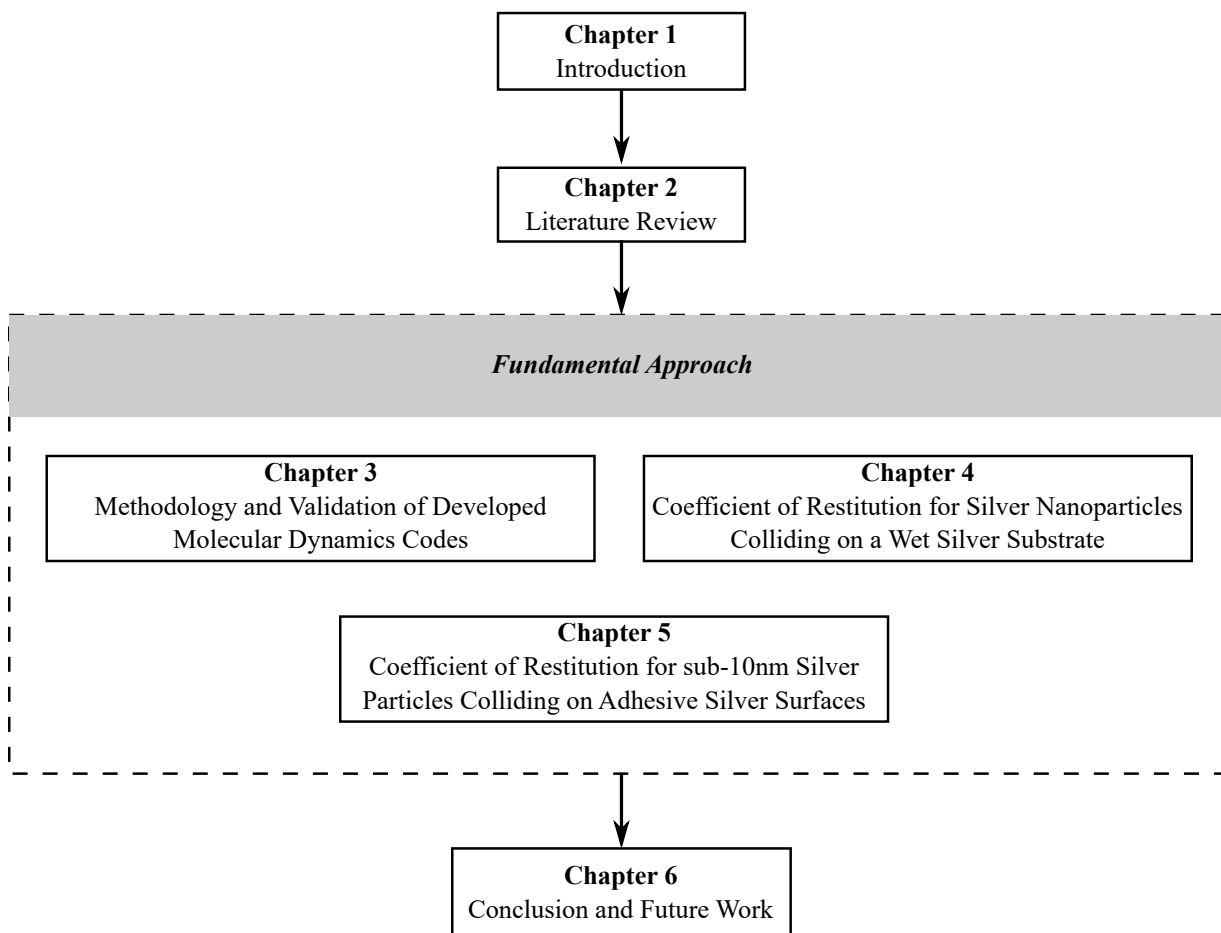 Chapter 1
Introduction
Chapter 2
Literature Review
Fundamental Approach
Chapter 3
Methodology and Validation of Developed
Molecular Dynamics Codes
Chapter 4
Coefficient of Restitution for Silver Nanoparticles
Colliding on a Wet Silver Substrate
Chapter 5
Coefficient of Restitution for sub-10nm Silver
Particles Colliding on Adhesive Silver Surfaces
Chapter 6
Conclusion and Future Work